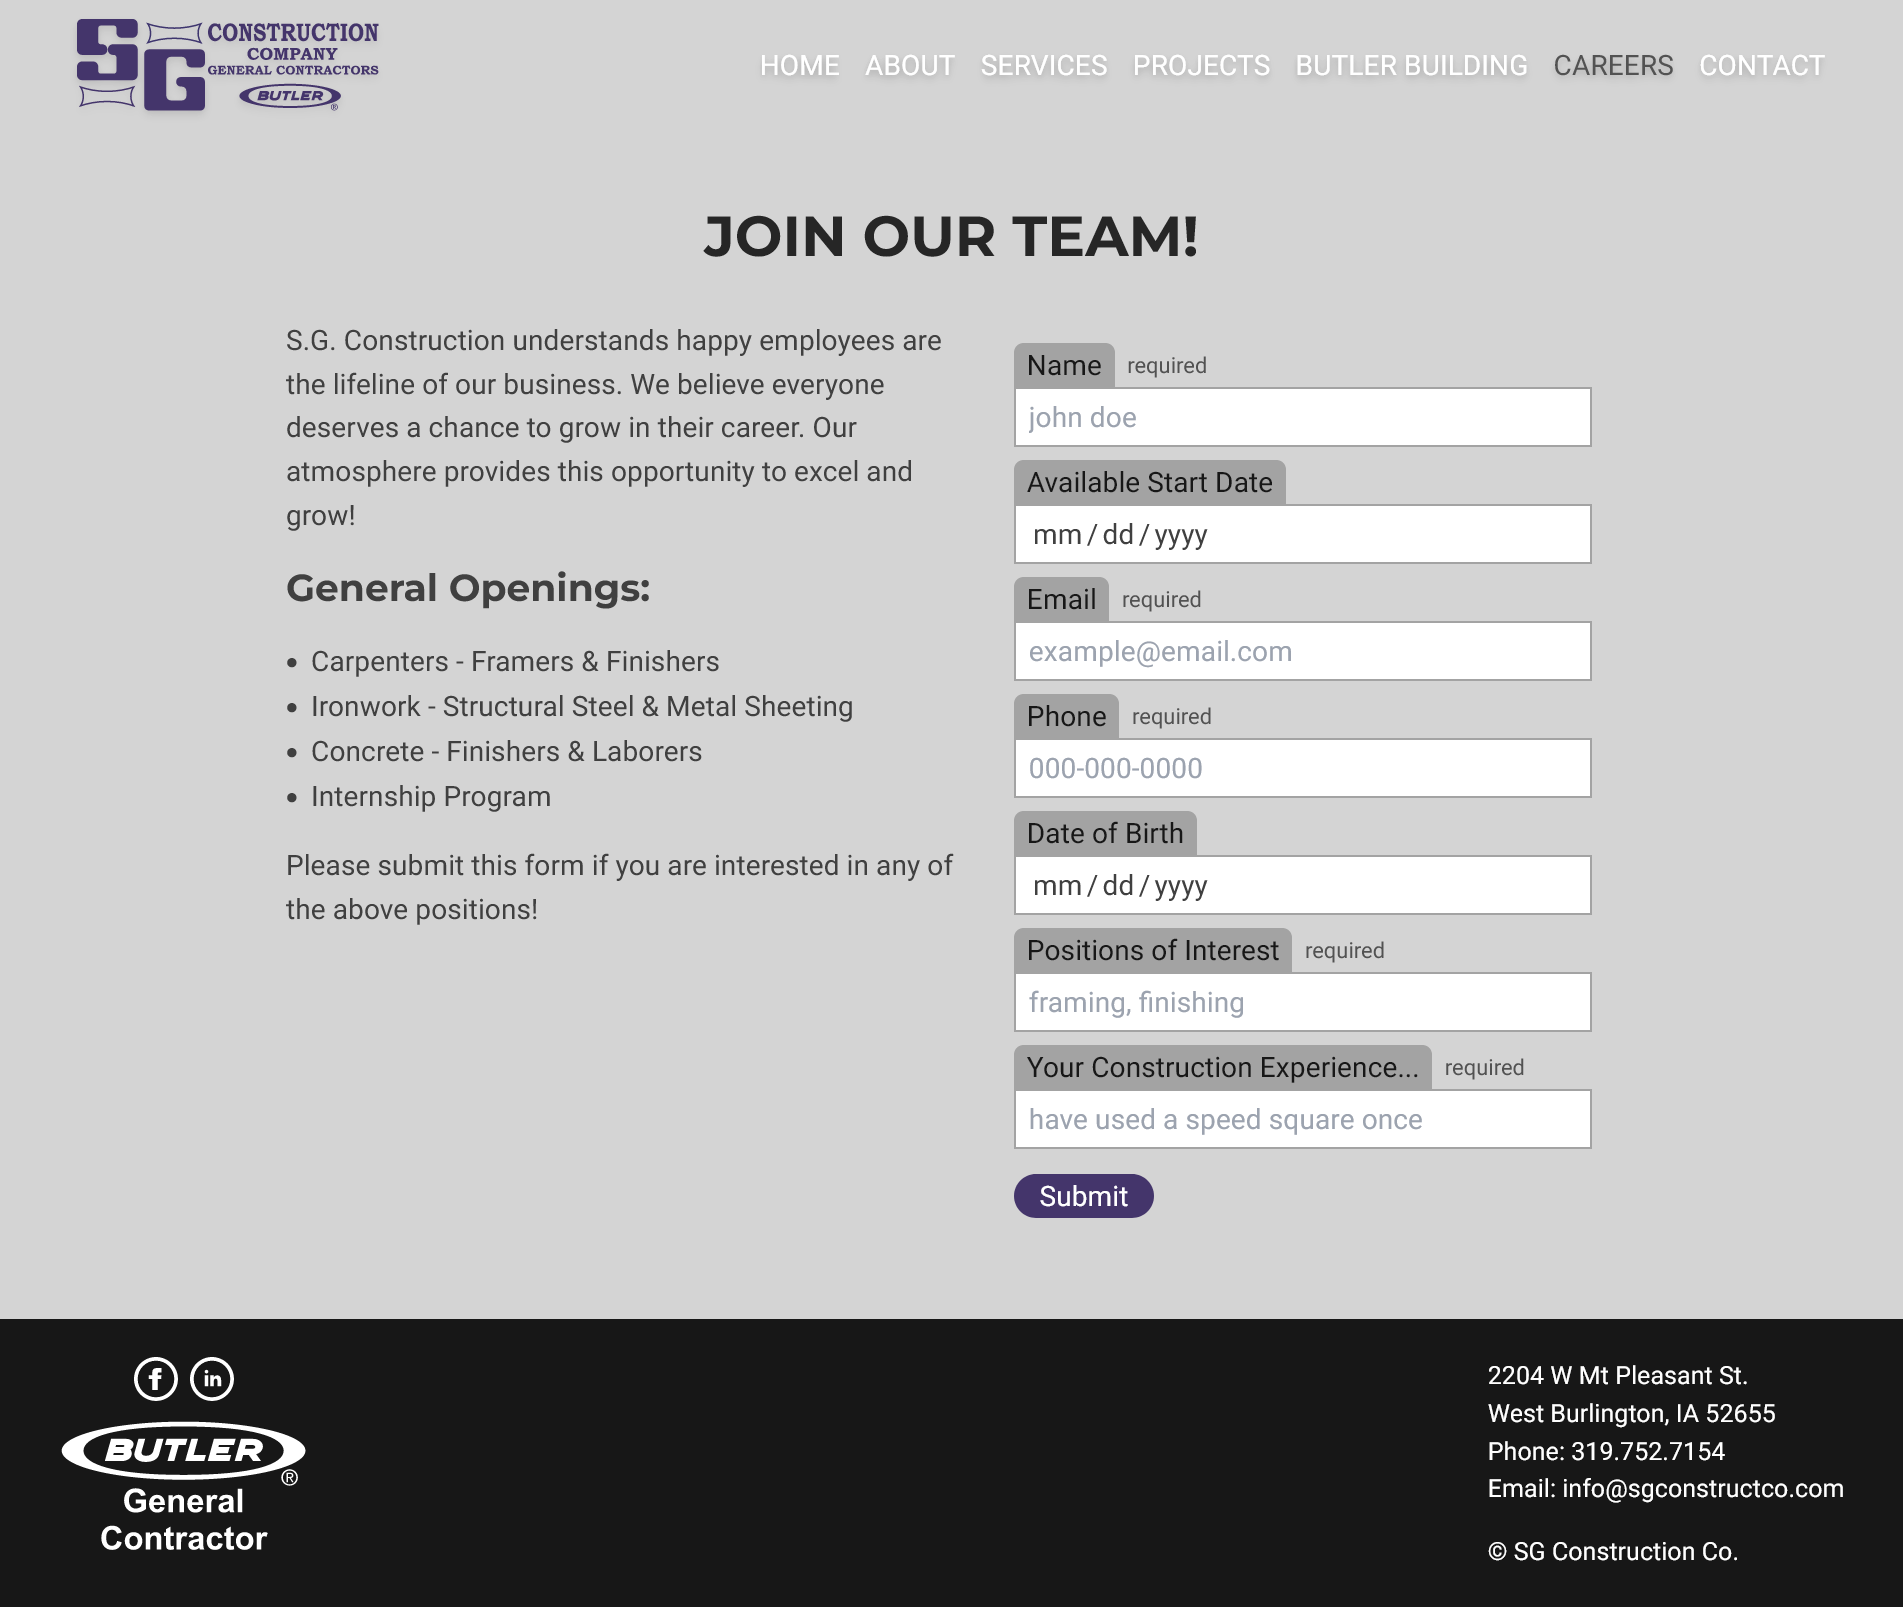 SG CONSTRUCTION
COMPANY
GENERAL CONTRACTORS
BUTLER ®
HOME ABOUT SERVICES PROJECTS BUTLER BUILDING CAREERS CONTACT
JOIN OUR TEAM!
S.G. Construction understands happy employees are
the lifeline of our business. We believe everyone
deserves a chance to grow in their career. Our
atmosphere provides this opportunity to excel and
grow!
General Openings:
• Carpenters - Framers & Finishers
• Ironwork - Structural Steel & Metal Sheeting
• Concrete - Finishers & Laborers
• Internship Program
Please submit this form if you are interested in any of
the above positions!
Name required
john doe
Available Start Date
mm/dd/yyyy
Email required
example@email.com
Phone required
000-000-0000
Date of Birth
mm/dd/yyyy
Positions of Interest required
framing, finishing
Your Construction Experience... required
have used a speed square once
Submit
f in
BUTLER ®
General
Contractor
2204 W Mt Pleasant St.
West Burlington, IA 52655
Phone: 319.752.7154
Email: info@sgconstructco.com
© SG Construction Co.